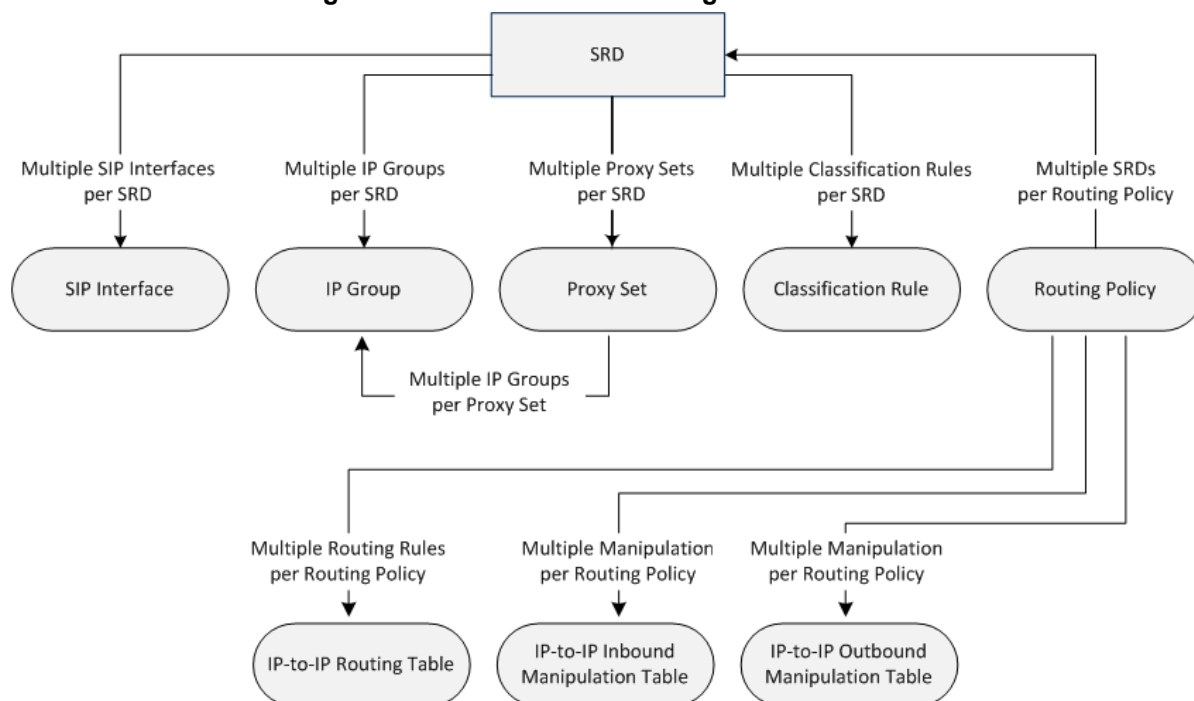 SRD
Multiple SIP Interfaces
per SRD
Multiple IP Groups
per SRD
Multiple Proxy Sets
per SRD
Multiple Classification Rules
per SRD
Multiple SRDs
per Routing Policy
SIP Interface
IP Group
Proxy Set
Classification Rule
Routing Policy
Multiple IP Groups
per Proxy Set
Multiple Routing Rules
per Routing Policy
Multiple Manipulation
per Routing Policy
Multiple Manipulation
per Routing Policy
IP-to-IP Routing Table
IP-to-IP Inbound
Manipulation Table
IP-to-IP Outbound
Manipulation Table